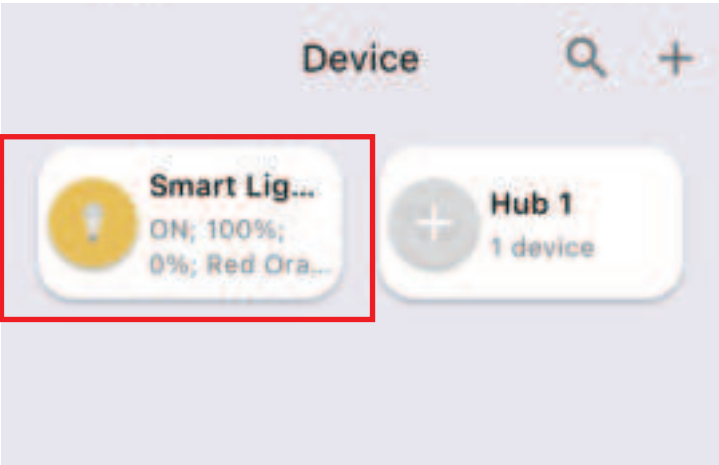 Device
Smart Lig...
ON; 100%;
0%; Red Ora...
Hub 1
1 device